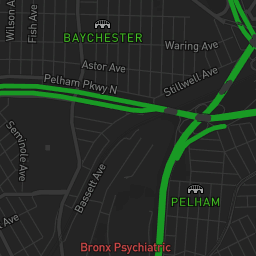 Wilson A
Fish Ave
BAYCHESTER
Waring Ave
Astor Ave
Pelham Pkwy N
Stillwell Ave
Seminole Ave
Bassett Ave
PELHAM
t Ave
Bronx Psychiatric